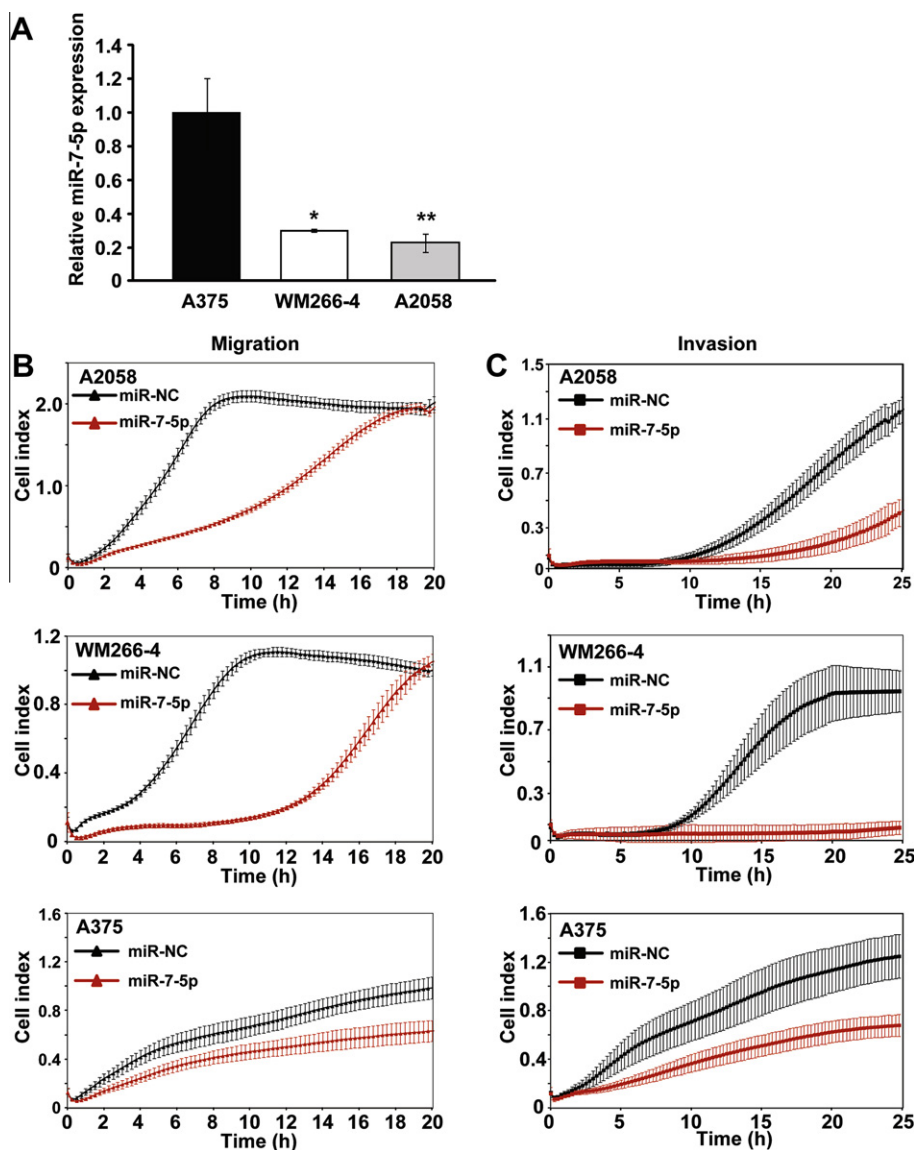 A
Relative miR-7-5p expression
1.4
1.2
1.0
0.8
0.6
0.4
0.2
0
*
**
A375 WM266-4 A2058
B
Migration
A2058
miR-NC
miR-7-5p
Cell index
2.0
1.0
0
0 2 4 6 8 10 12 14 16 18 20
Time (h)
WM266-4
miR-NC
miR-7-5p
Cell index
1.2
0.8
0.4
0
0 2 4 6 8 10 12 14 16 18 20
Time (h)
A375
miR-NC
miR-7-5p
Cell index
1.6
1.2
0.8
0.4
0
0 2 4 6 8 10 12 14 16 18 20
Time (h)
C
Invasion
A2058
miR-NC
miR-7-5p
Cell index
1.5
1.1
0.7
0.3
0
0 5 10 15 20 25
Time (h)
WM266-4
miR-NC
miR-7-5p
Cell index
1.1
0.7
0.3
0
0 5 10 15 20 25
Time (h)
A375
miR-NC
miR-7-5p
Cell index
1.6
1.2
0.8
0.4
0
0 5 10 15 20 25
Time (h)